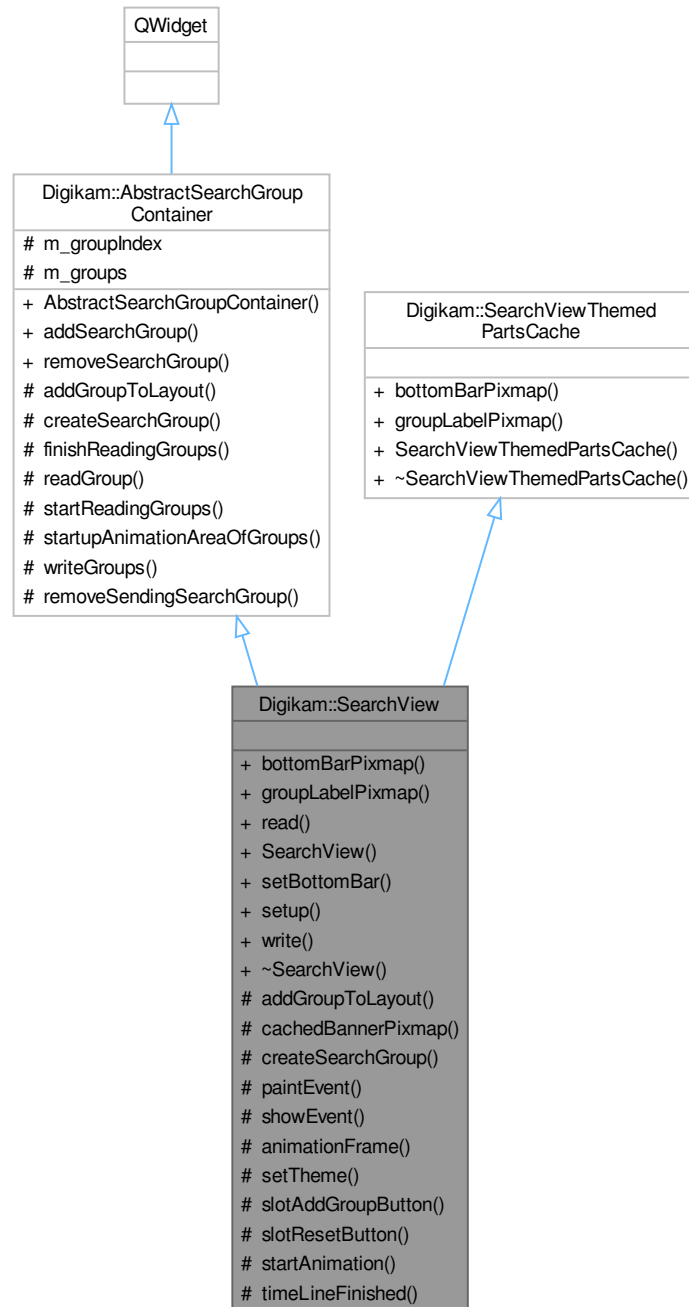 QWidget
Digikam::AbstractSearchGroup
Container
# m_groupIndex
# m_groups
+ AbstractSearchGroupContainer()
+ addSearchGroup()
+ removeSearchGroup()
# addGroupToLayout()
# createSearchGroup()
# finishReadingGroups()
# readGroup()
# startReadingGroups()
# startupAnimationAreaOfGroups()
# writeGroups()
# removeSendingSearchGroup()
Digikam::SearchViewThemed
PartsCache
+ bottomBarPixmap()
+ groupLabelPixmap()
+ SearchViewThemedPartsCache()
+ ~SearchViewThemedPartsCache()
Digikam::SearchView
+ bottomBarPixmap()
+ groupLabelPixmap()
+ read()
+ SearchView()
+ setBottomBar()
+ setup()
+ write()
+ ~SearchView()
# addGroupToLayout()
# cachedBannerPixmap()
# createSearchGroup()
# paintEvent()
# showEvent()
# animationFrame()
# setTheme()
# slotAddGroupButton()
# slotResetButton()
# startAnimation()
# timeLineFinished()